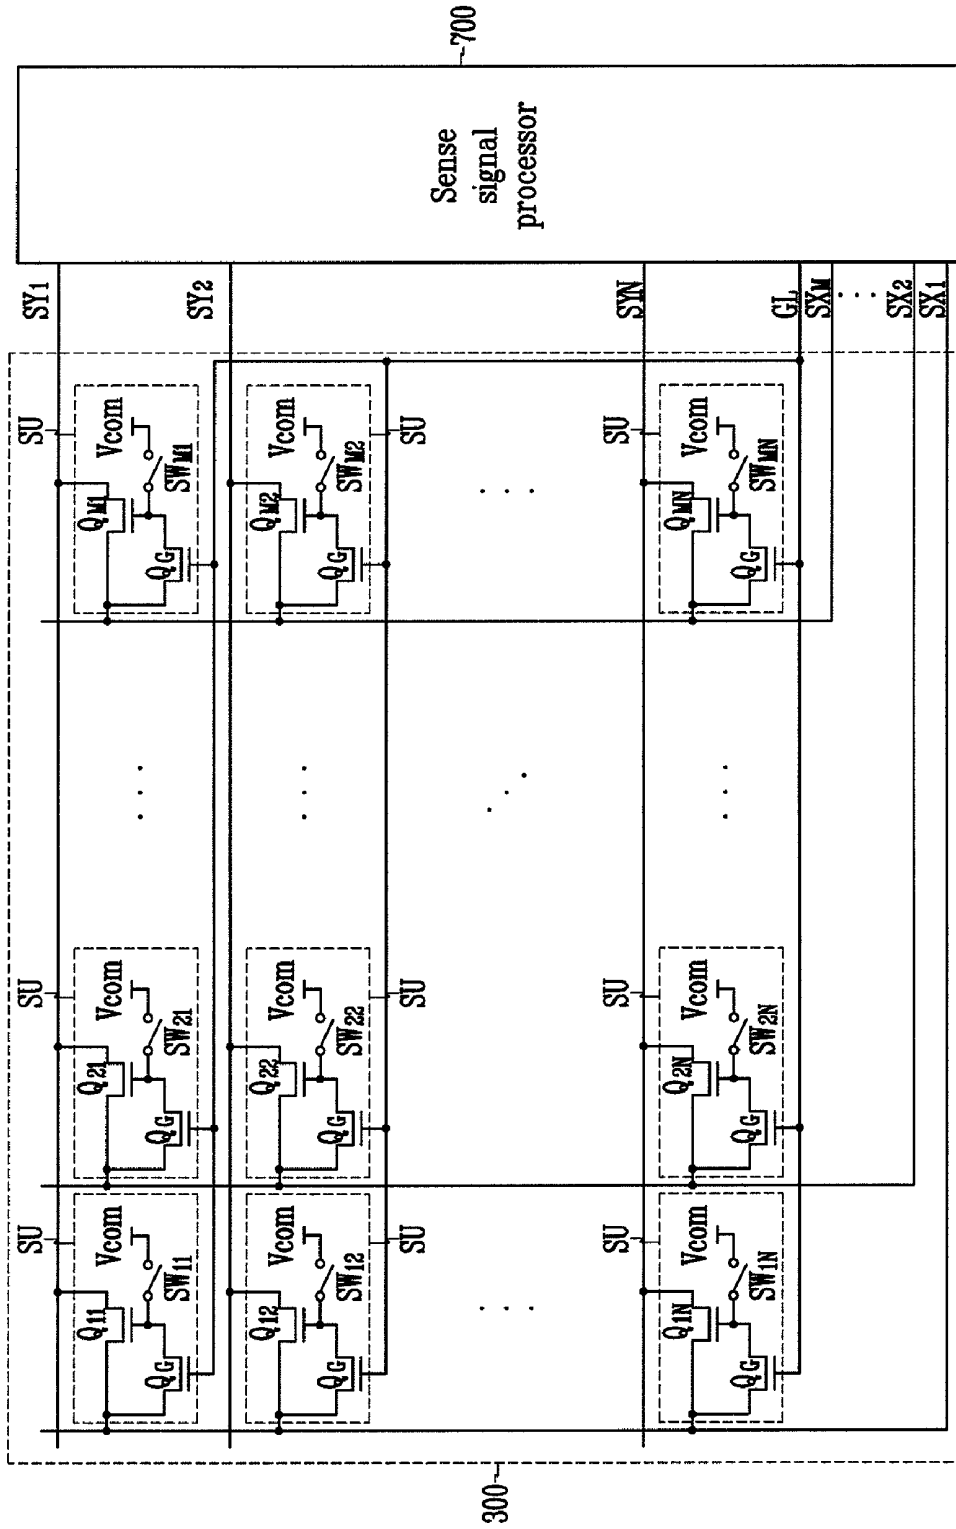 700
Sense
signal
processor
SY1
SY2
SYN
GL
SXM
SX2
SX1
SU
Vcom
QM1
SWM1
QG
Vcom
QM2
SWM2
QG
SU
SU
Vcom
QMN
SWMN
QG
SU
Vcom
Q21
SW21
QG
Vcom
Q22
SW22
QG
SU
SU
Vcom
Q2N
SW2N
QG
SU
Vcom
Q11
SW11
QG
Vcom
Q12
SW12
QG
SU
SU
Vcom
Q1N
SW1N
QG
300